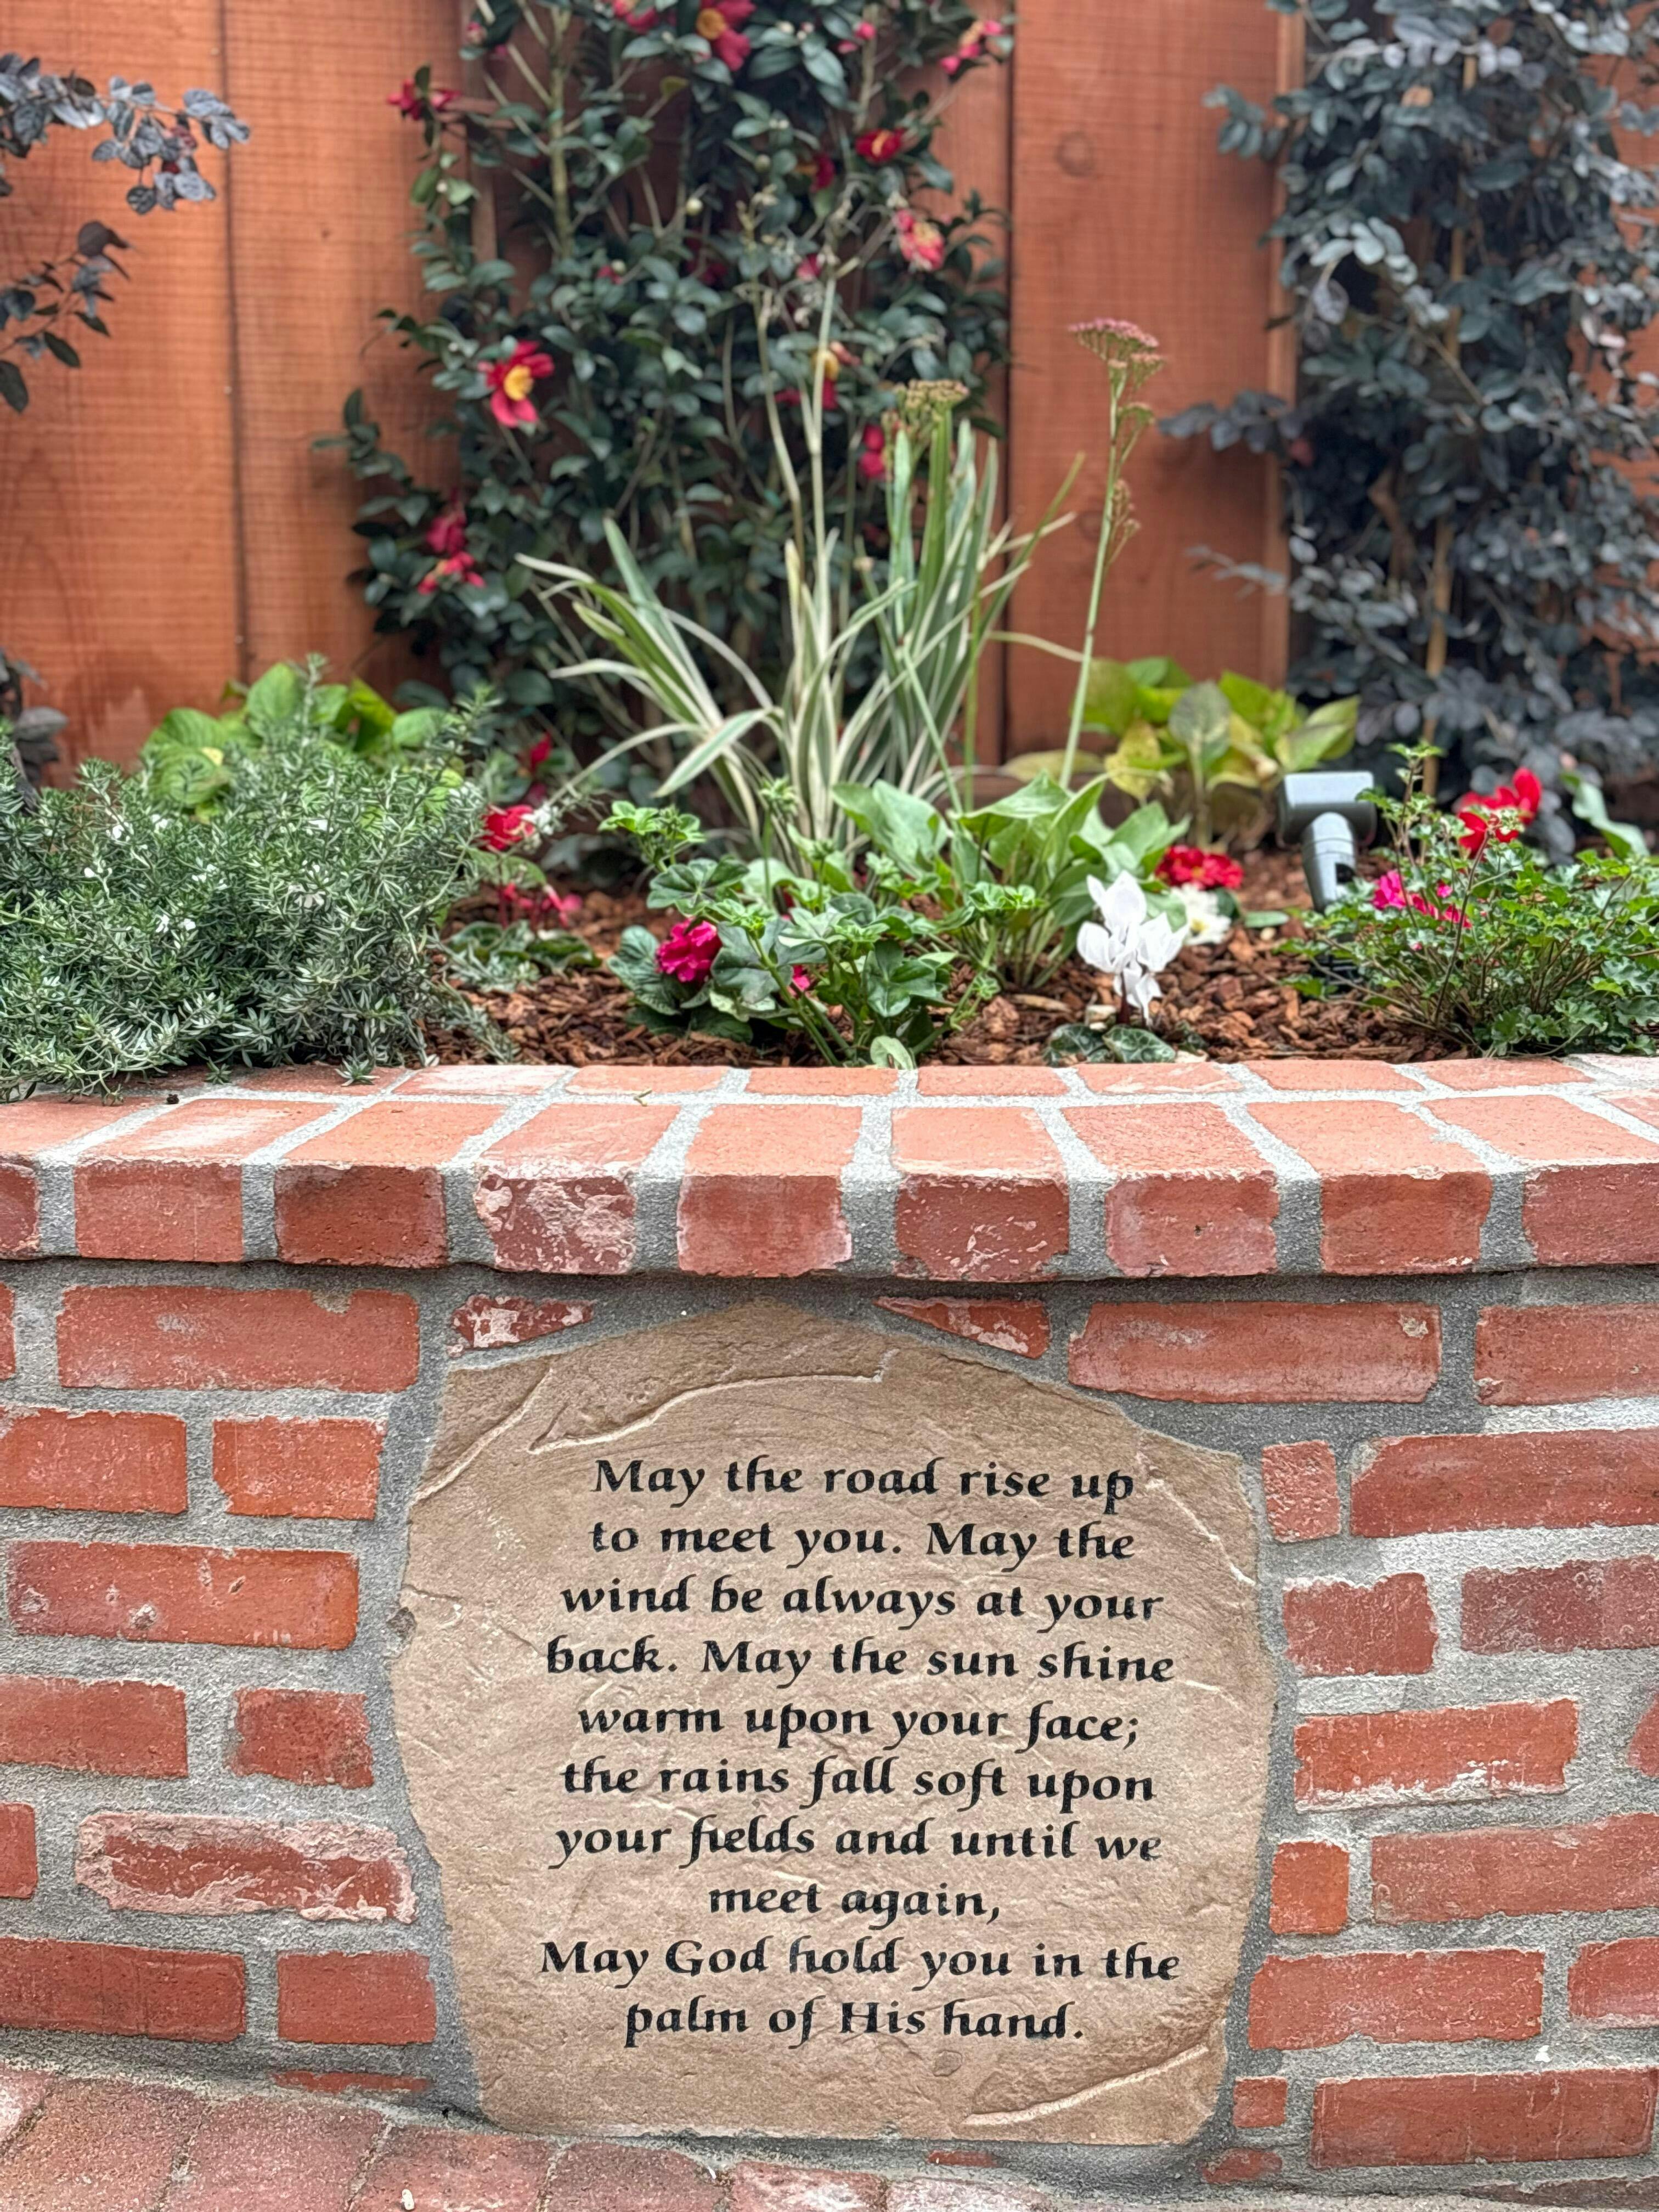 May the road rise up
to meet you. May the
wind be always at your
back. May the sun shine
warm upon your face;
the rains fall soft upon
your fields and until we
meet again,
May God hold you in the
palm of His hand.